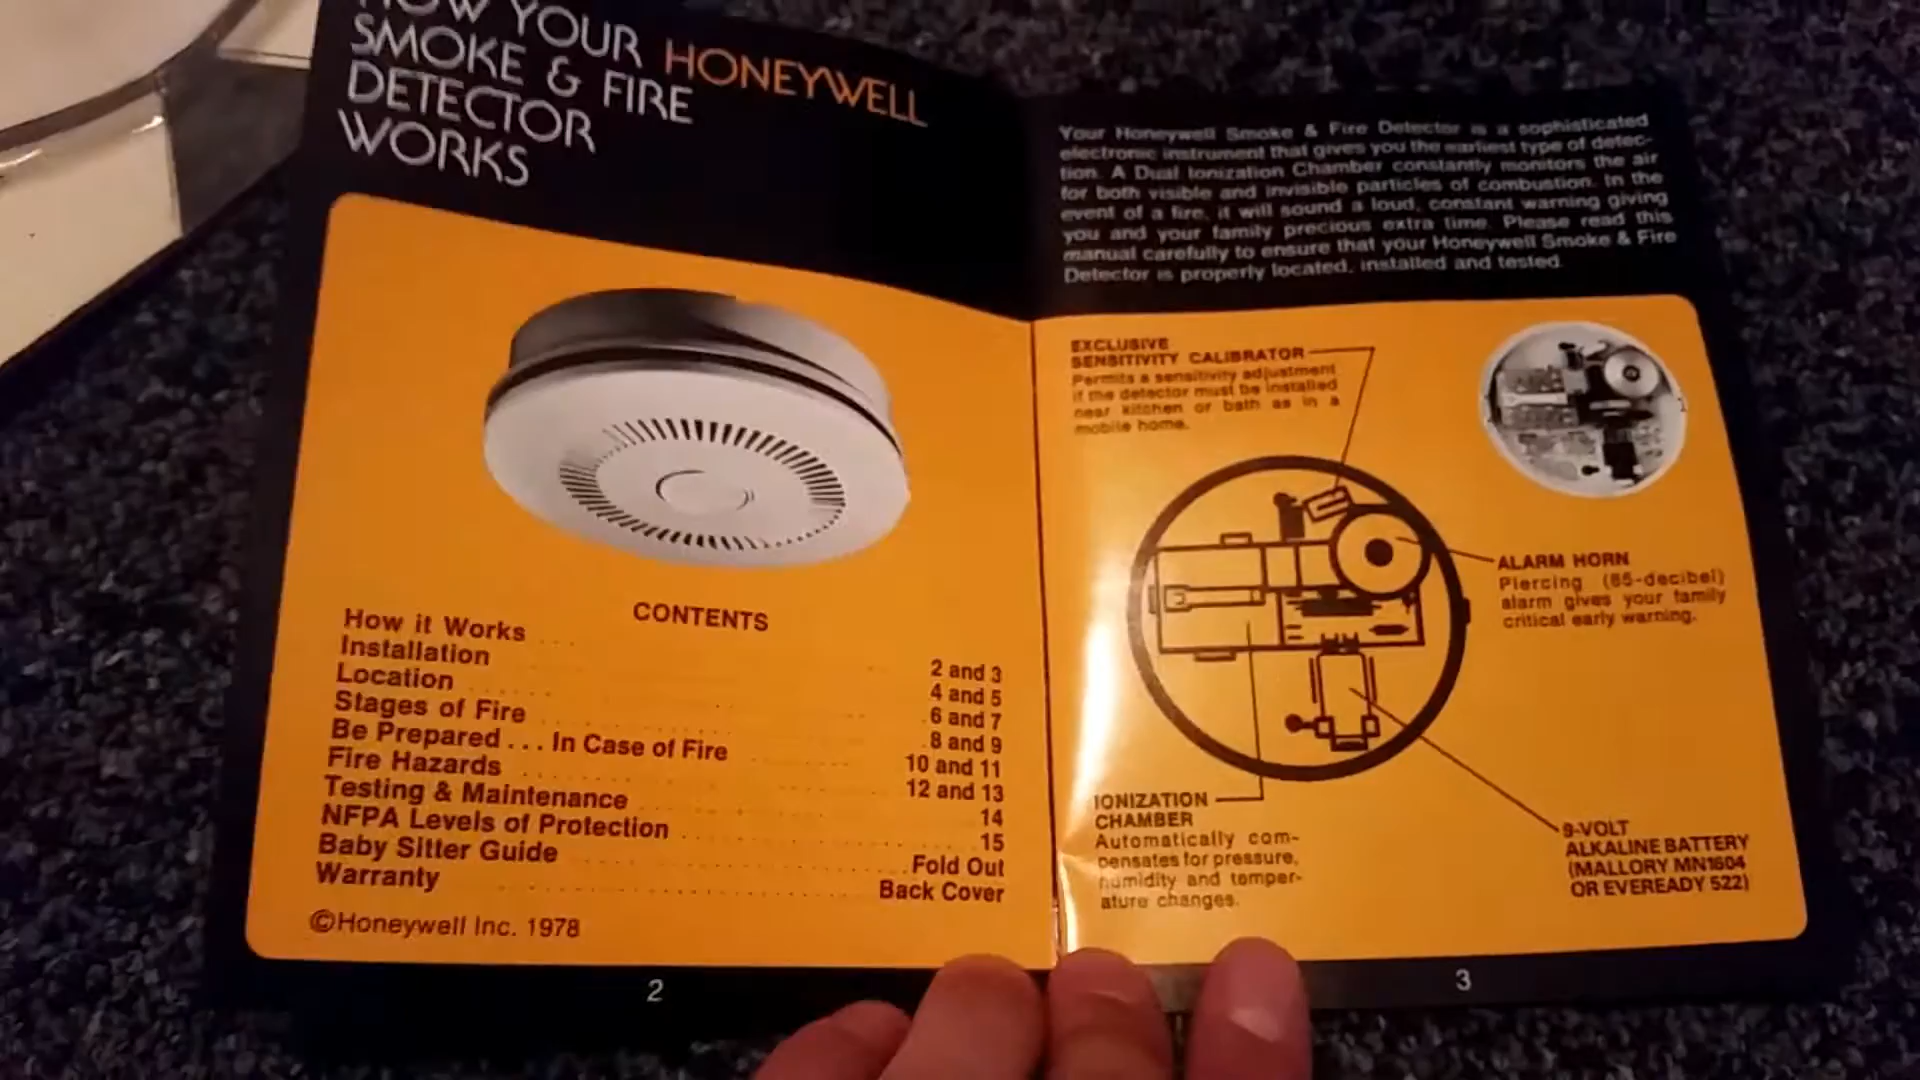 HOW YOUR HONEYWELL
SMOKE & FIRE
DETECTOR
WORKS
CONTENTS
How it Works ... 2 and 3
Installation ... 4 and 5
Location ... 6 and 7
Stages of Fire ... 8 and 9
Be Prepared ... In Case of Fire ... 10 and 11
Fire Hazards ... 12 and 13
Testing & Maintenance ... 14
NFPA Levels of Protection ... 15
Baby Sitter Guide ... Fold Out
Warranty ... Back Cover
©Honeywell Inc. 1978
2
Your Honeywell Smoke & Fire Detector is a sophisticated
electronic instrument that gives you the earliest type of detec-
tion. A Dual Ionization Chamber constantly monitors the air
for both visible and invisible particles of combustion. In the
event of a fire, it will sound a loud, constant warning giving
you and your family precious extra time. Please read this
manual carefully to ensure that your Honeywell Smoke & Fire
Detector is properly located, installed and tested.
EXCLUSIVE
SENSITIVITY CALIBRATOR
Permits a sensitivity adjustment
if the detector must be installed
near kitchen or bath as in a
mobile home.
ALARM HORN
Piercing (85-decibel)
alarm gives your family
critical early warning.
IONIZATION
CHAMBER
Automatically com-
pensates for pressure,
humidity and temper-
ature changes.
9-VOLT
ALKALINE BATTERY
(MALLORY MN1604
OR EVEREADY 522)
3